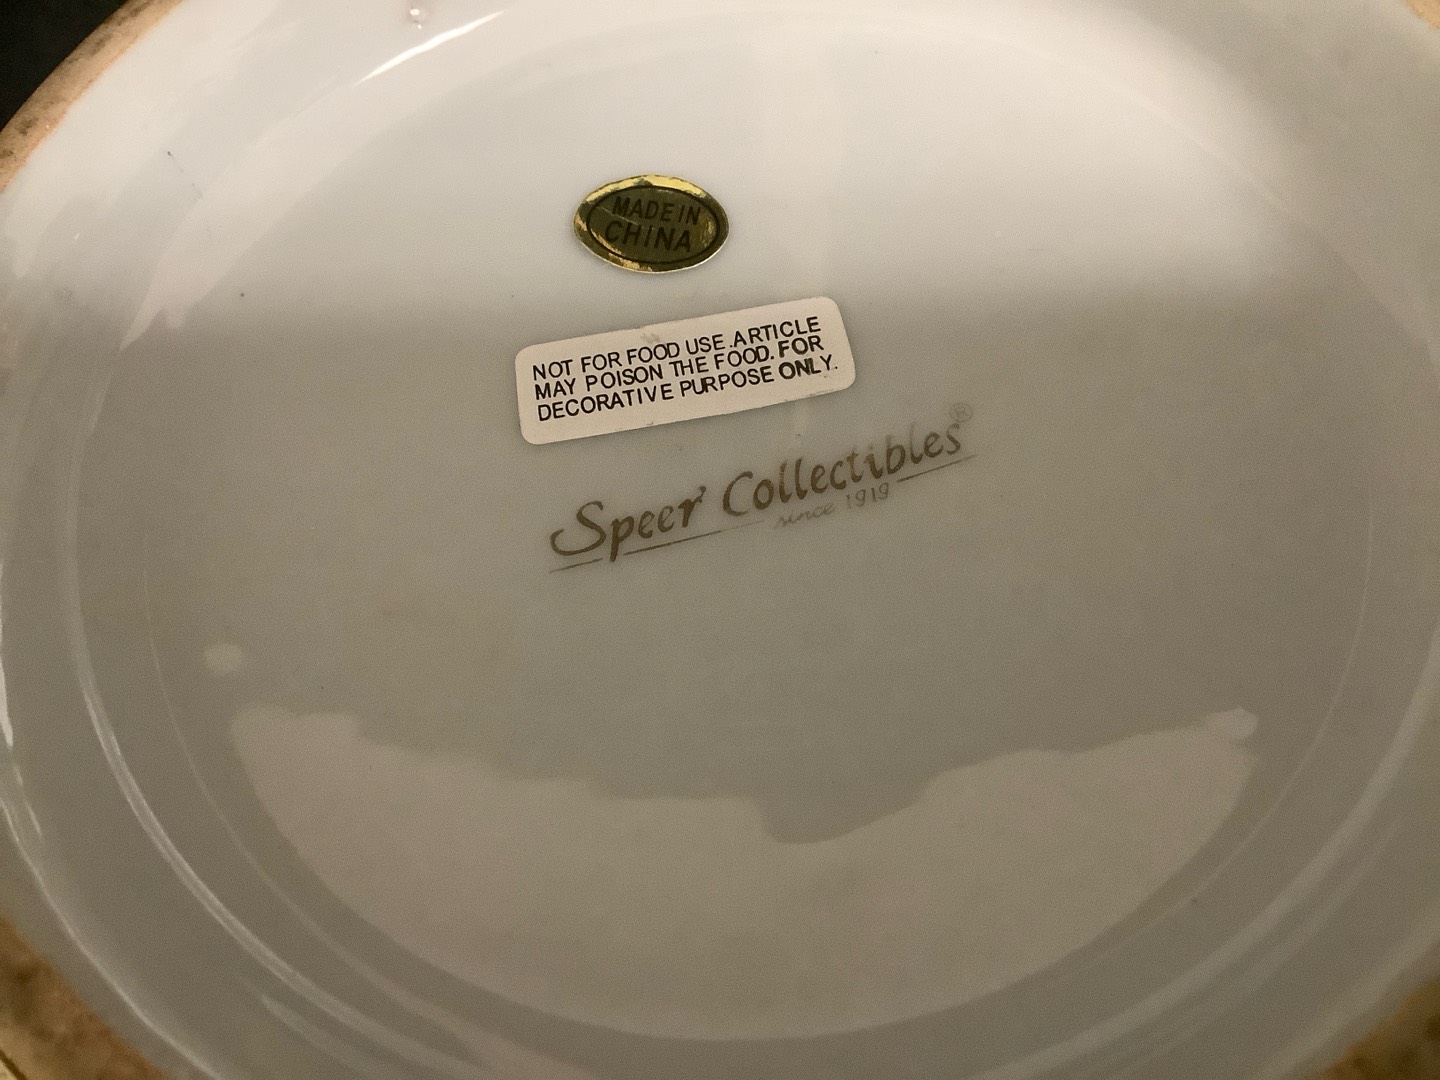 MADE IN
CHINA
NOT FOR FOOD USE.ARTICLE
MAY POISON THE FOOD.FOR
DECORATIVE PURPOSE ONLY.
Speer Collectibles®
since 1919